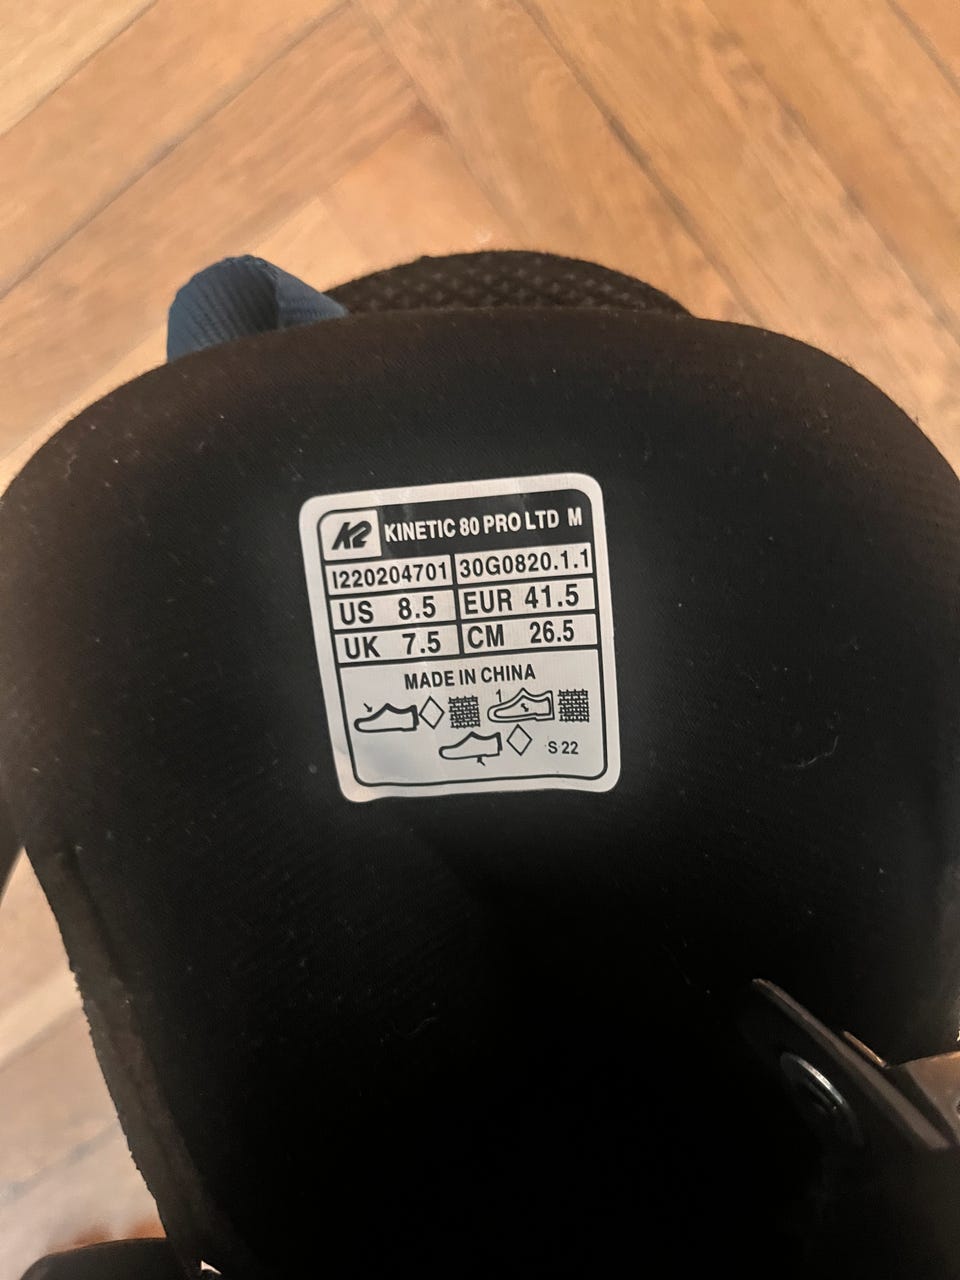 K2 KINETIC 80 PRO LTD M
I220204701 30G0820.1.1
US 8.5 EUR 41.5
UK 7.5 CM 26.5
MADE IN CHINA
1
S 22